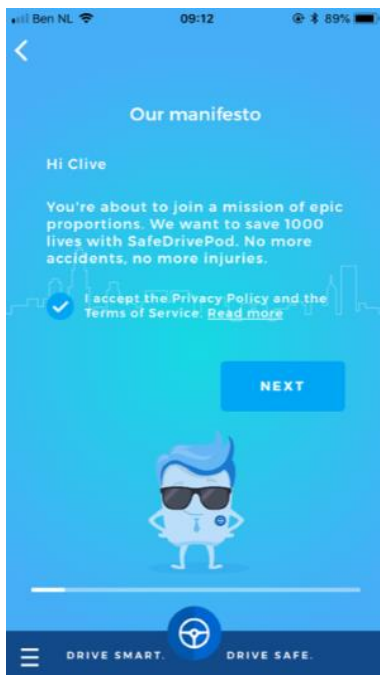 Ben NL 09:12 89%
Our manifesto
Hi Clive
You're about to join a mission of epic
proportions. We want to save 1000
lives with SafeDrivePod. No more
accidents, no more injuries.
I accept the Privacy Policy and the
Terms of Service. Read more
NEXT
DRIVE SMART. DRIVE SAFE.